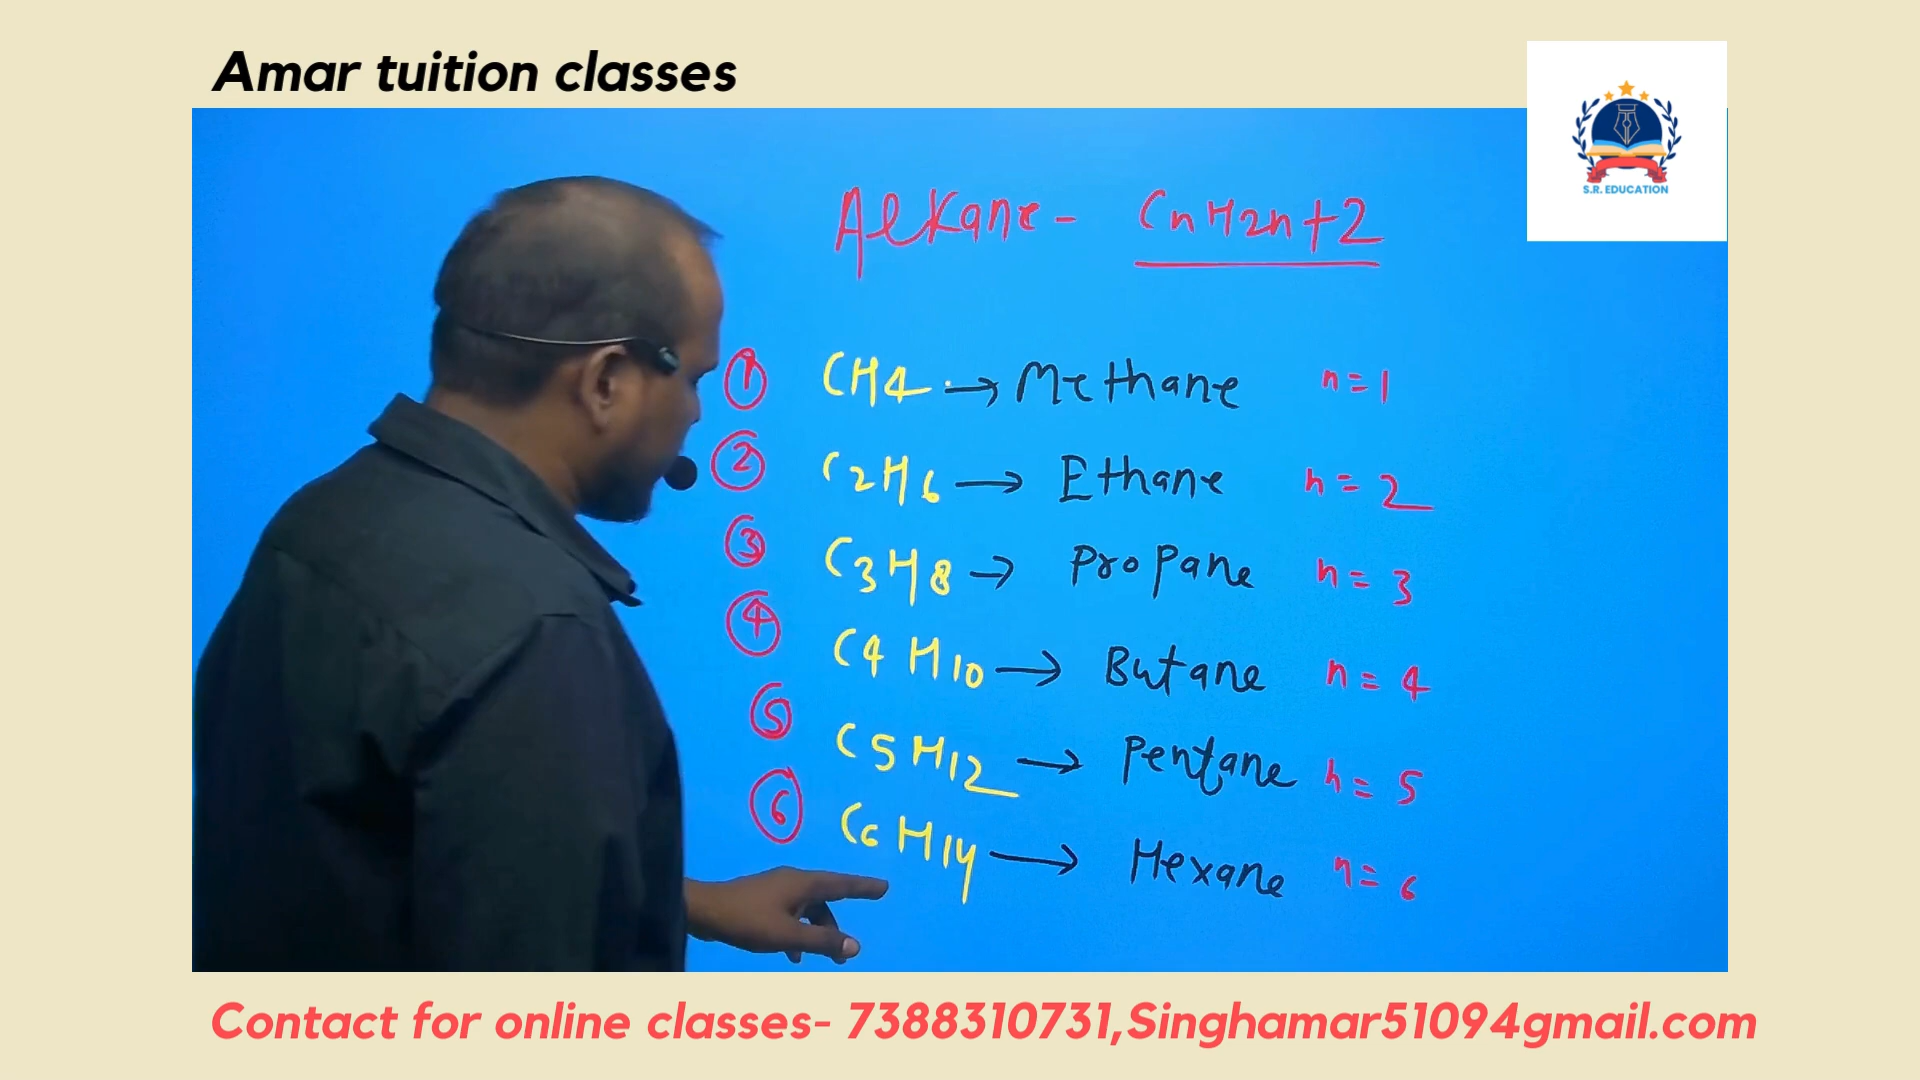 Amar tuition classes
S.R. EDUCATION
Alkane - CnH2n+2
① CH4 → Methane n=1
② C2H6 → Ethane n=2
③ C3H8 → Propane n=3
④ C4H10 → Butane n=4
⑤ C5H12 → Pentane n=5
⑥ C6H14 → Hexane n=6
Contact for online classes- 7388310731,Singhamar51094gmail.com